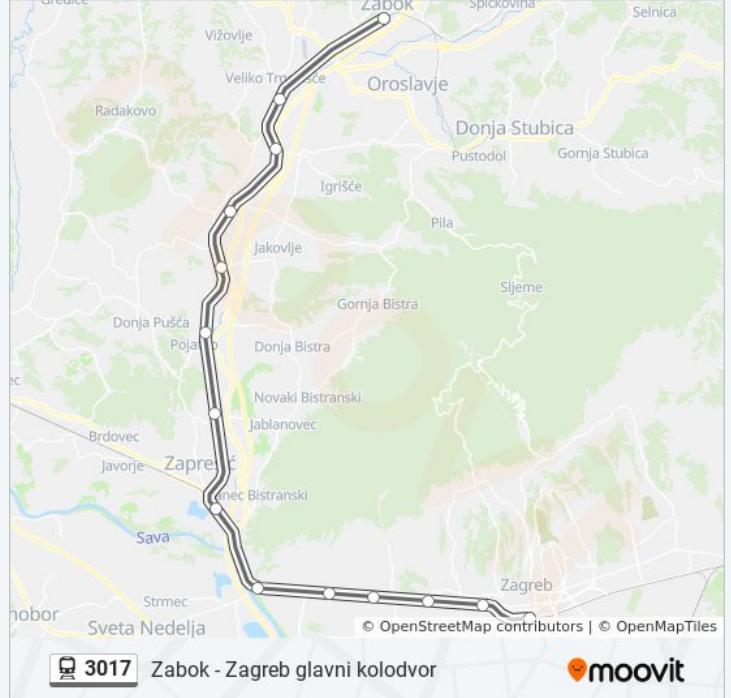 Gredice
Zabok
Špičkovina
Selnica
Vižovlje
Veliko Trgovišće
Oroslavje
Radakovo
Donja Stubica
Pustodol
Gornja Stubica
Igrišće
Pila
Jakovlje
Sljeme
Gornja Bistra
Donja Pušća
Donja Bistra
Novaki Bistranski
Jablanovec
Brdovec
Javorje
Zaprešić
Sava
Zagreb
Strmec
Sveta Nedelja
© OpenStreetMap contributors | © OpenMapTiles
3017 Zabok - Zagreb glavni kolodvor
moovit